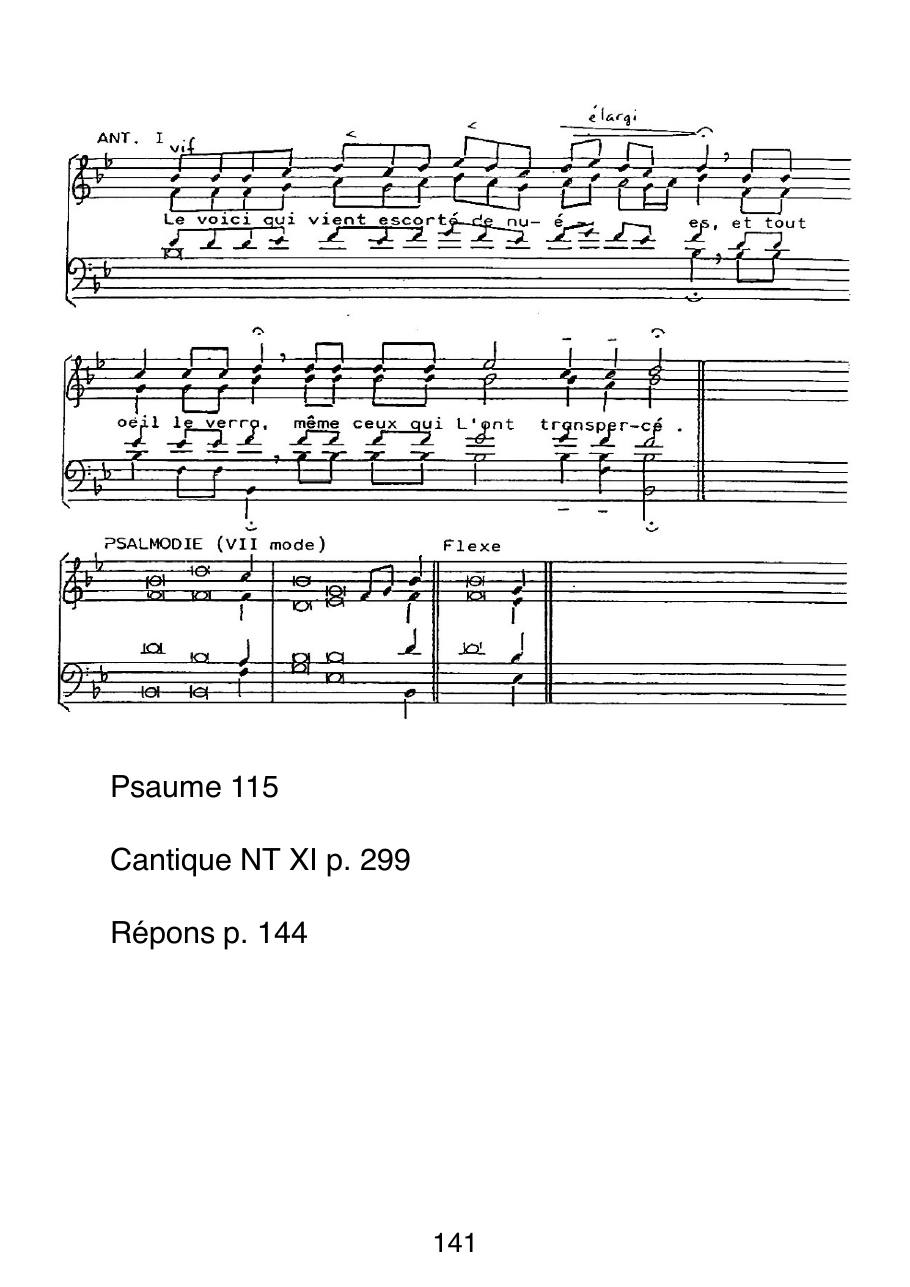 ANT. I
vif
élargi
Le voici qui vient escorté de nu- é - es, et tout
oeil le verra, même ceux qui L'ont transper-cé .
PSALMODIE (VII mode)
Flexe
Psaume 115
Cantique NT XI p. 299
Répons p. 144
141